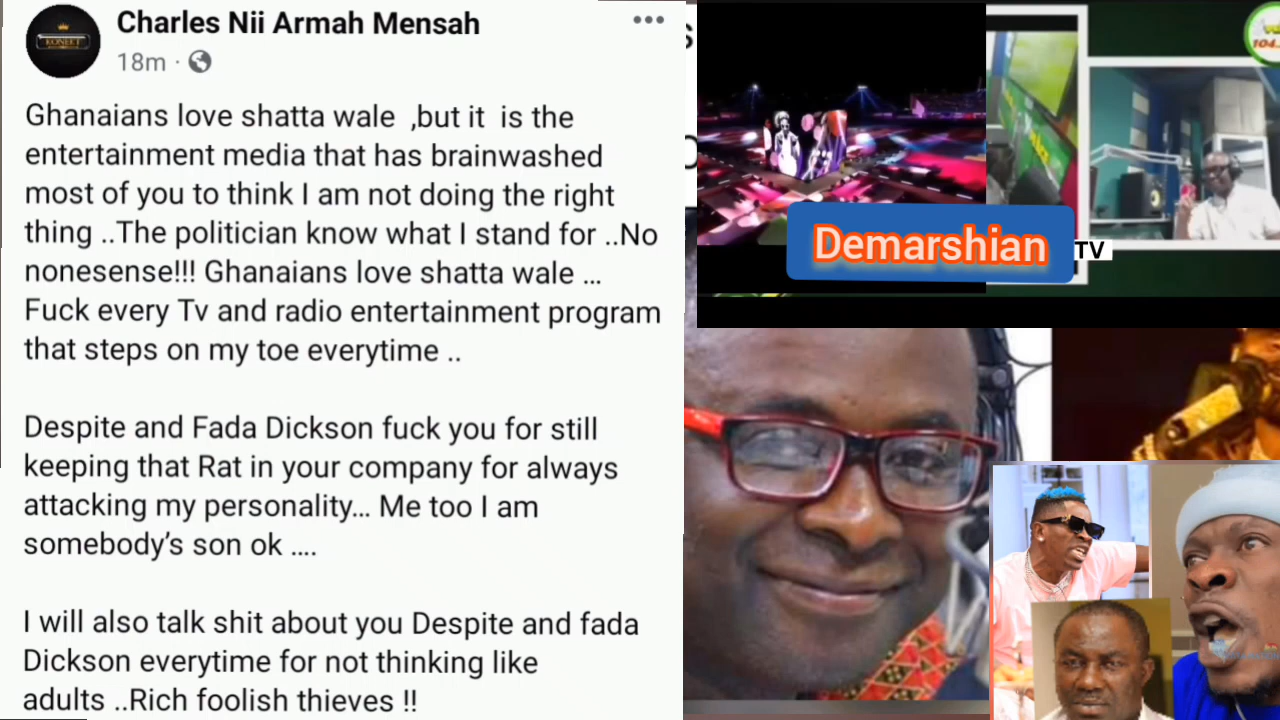 Charles Nii Armah Mensah
18m ·
Ghanaians love shatta wale ,but it is the
entertainment media that has brainwashed
most of you to think I am not doing the right
thing ..The politician know what I stand for ..No
nonesense!!! Ghanaians love shatta wale ...
Fuck every Tv and radio entertainment program
that steps on my toe everytime ..
Despite and Fada Dickson fuck you for still
keeping that Rat in your company for always
attacking my personality... Me too I am
somebody's son ok ....
I will also talk shit about you Despite and fada
Dickson everytime for not thinking like
adults ..Rich foolish thieves !!
Demarshian
TV